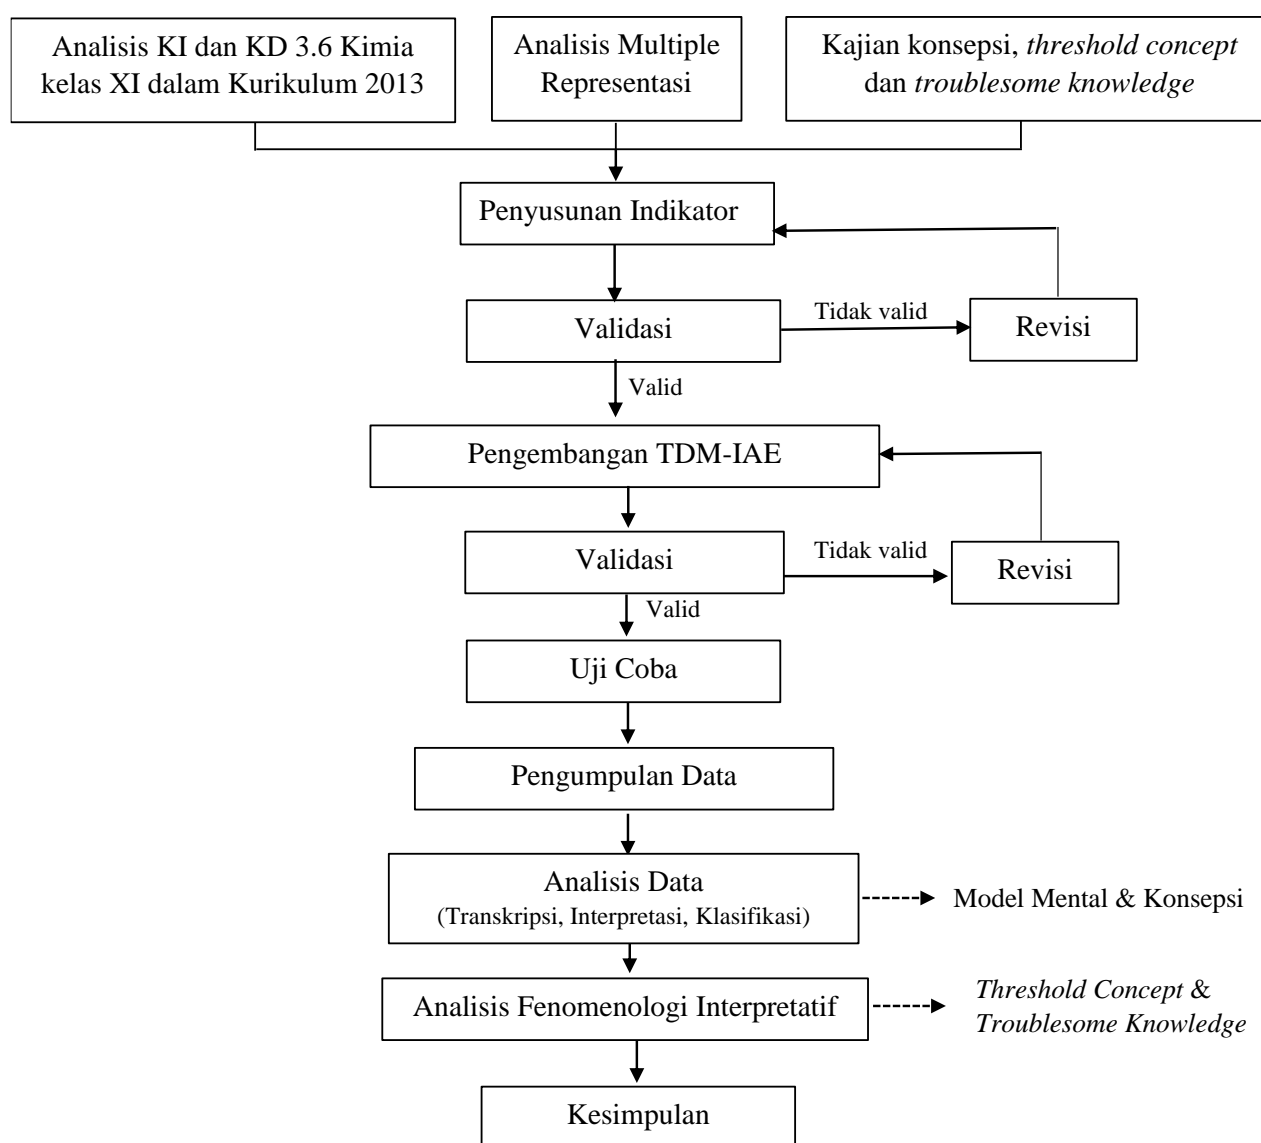 Analisis KI dan KD 3.6 Kimia
kelas XI dalam Kurikulum 2013
Analisis Multiple
Representasi
Kajian konsepsi, threshold concept
dan troublesome knowledge
Penyusunan Indikator
Validasi
Tidak valid
Revisi
Valid
Pengembangan TDM-IAE
Validasi
Tidak valid
Revisi
Valid
Uji Coba
Pengumpulan Data
Analisis Data
(Transkripsi, Interpretasi, Klasifikasi)
Model Mental & Konsepsi
Analisis Fenomenologi Interpretatif
Threshold Concept &
Troublesome Knowledge
Kesimpulan